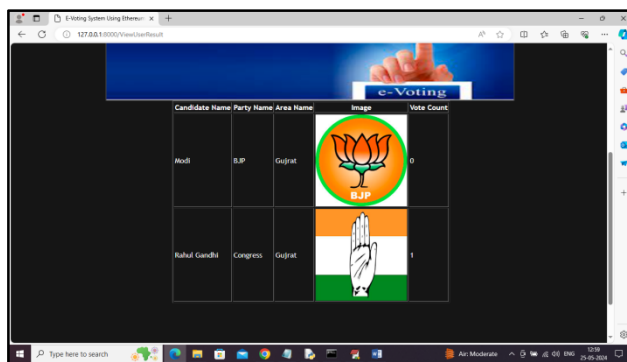 E-Voting System Using Ethereum
127.0.0.1:8000/ViewUserResult
e-Voting
Candidate Name Party Name Area Name Image Vote Count
Modi BJP Gujrat 0
BJP
Rahul Gandhi Congress Gujrat 1
Type here to search
Air: Moderate
ENG
12:59
25-05-2024